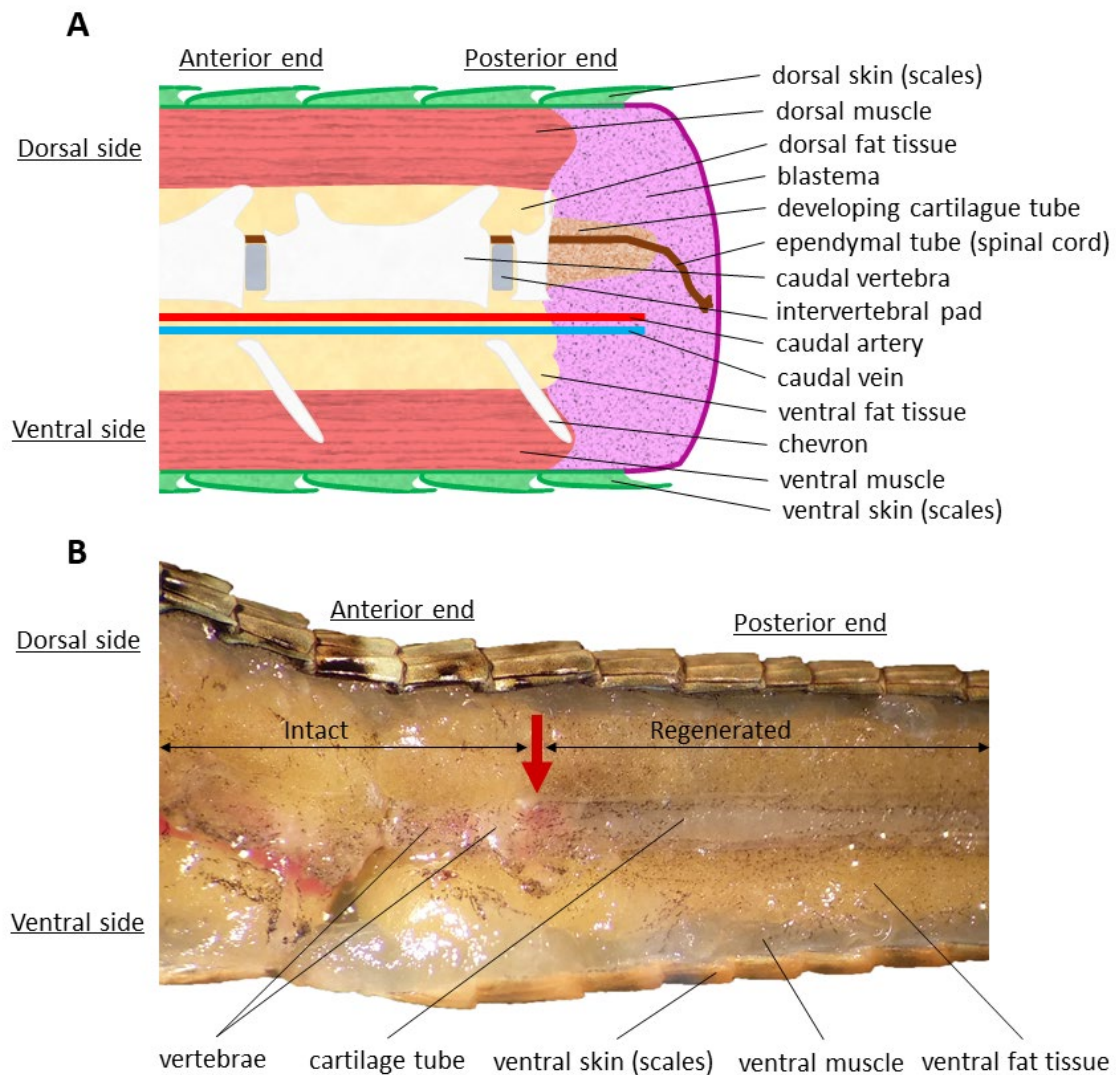 A
Anterior end
Posterior end
Dorsal side
Ventral side
dorsal skin (scales)
dorsal muscle
dorsal fat tissue
blastema
developing cartilague tube
ependymal tube (spinal cord)
caudal vertebra
intervertebral pad
caudal artery
caudal vein
ventral fat tissue
chevron
ventral muscle
ventral skin (scales)
B
Dorsal side
Anterior end
Posterior end
Intact
Regenerated
Ventral side
vertebrae
cartilage tube
ventral skin (scales)
ventral muscle
ventral fat tissue